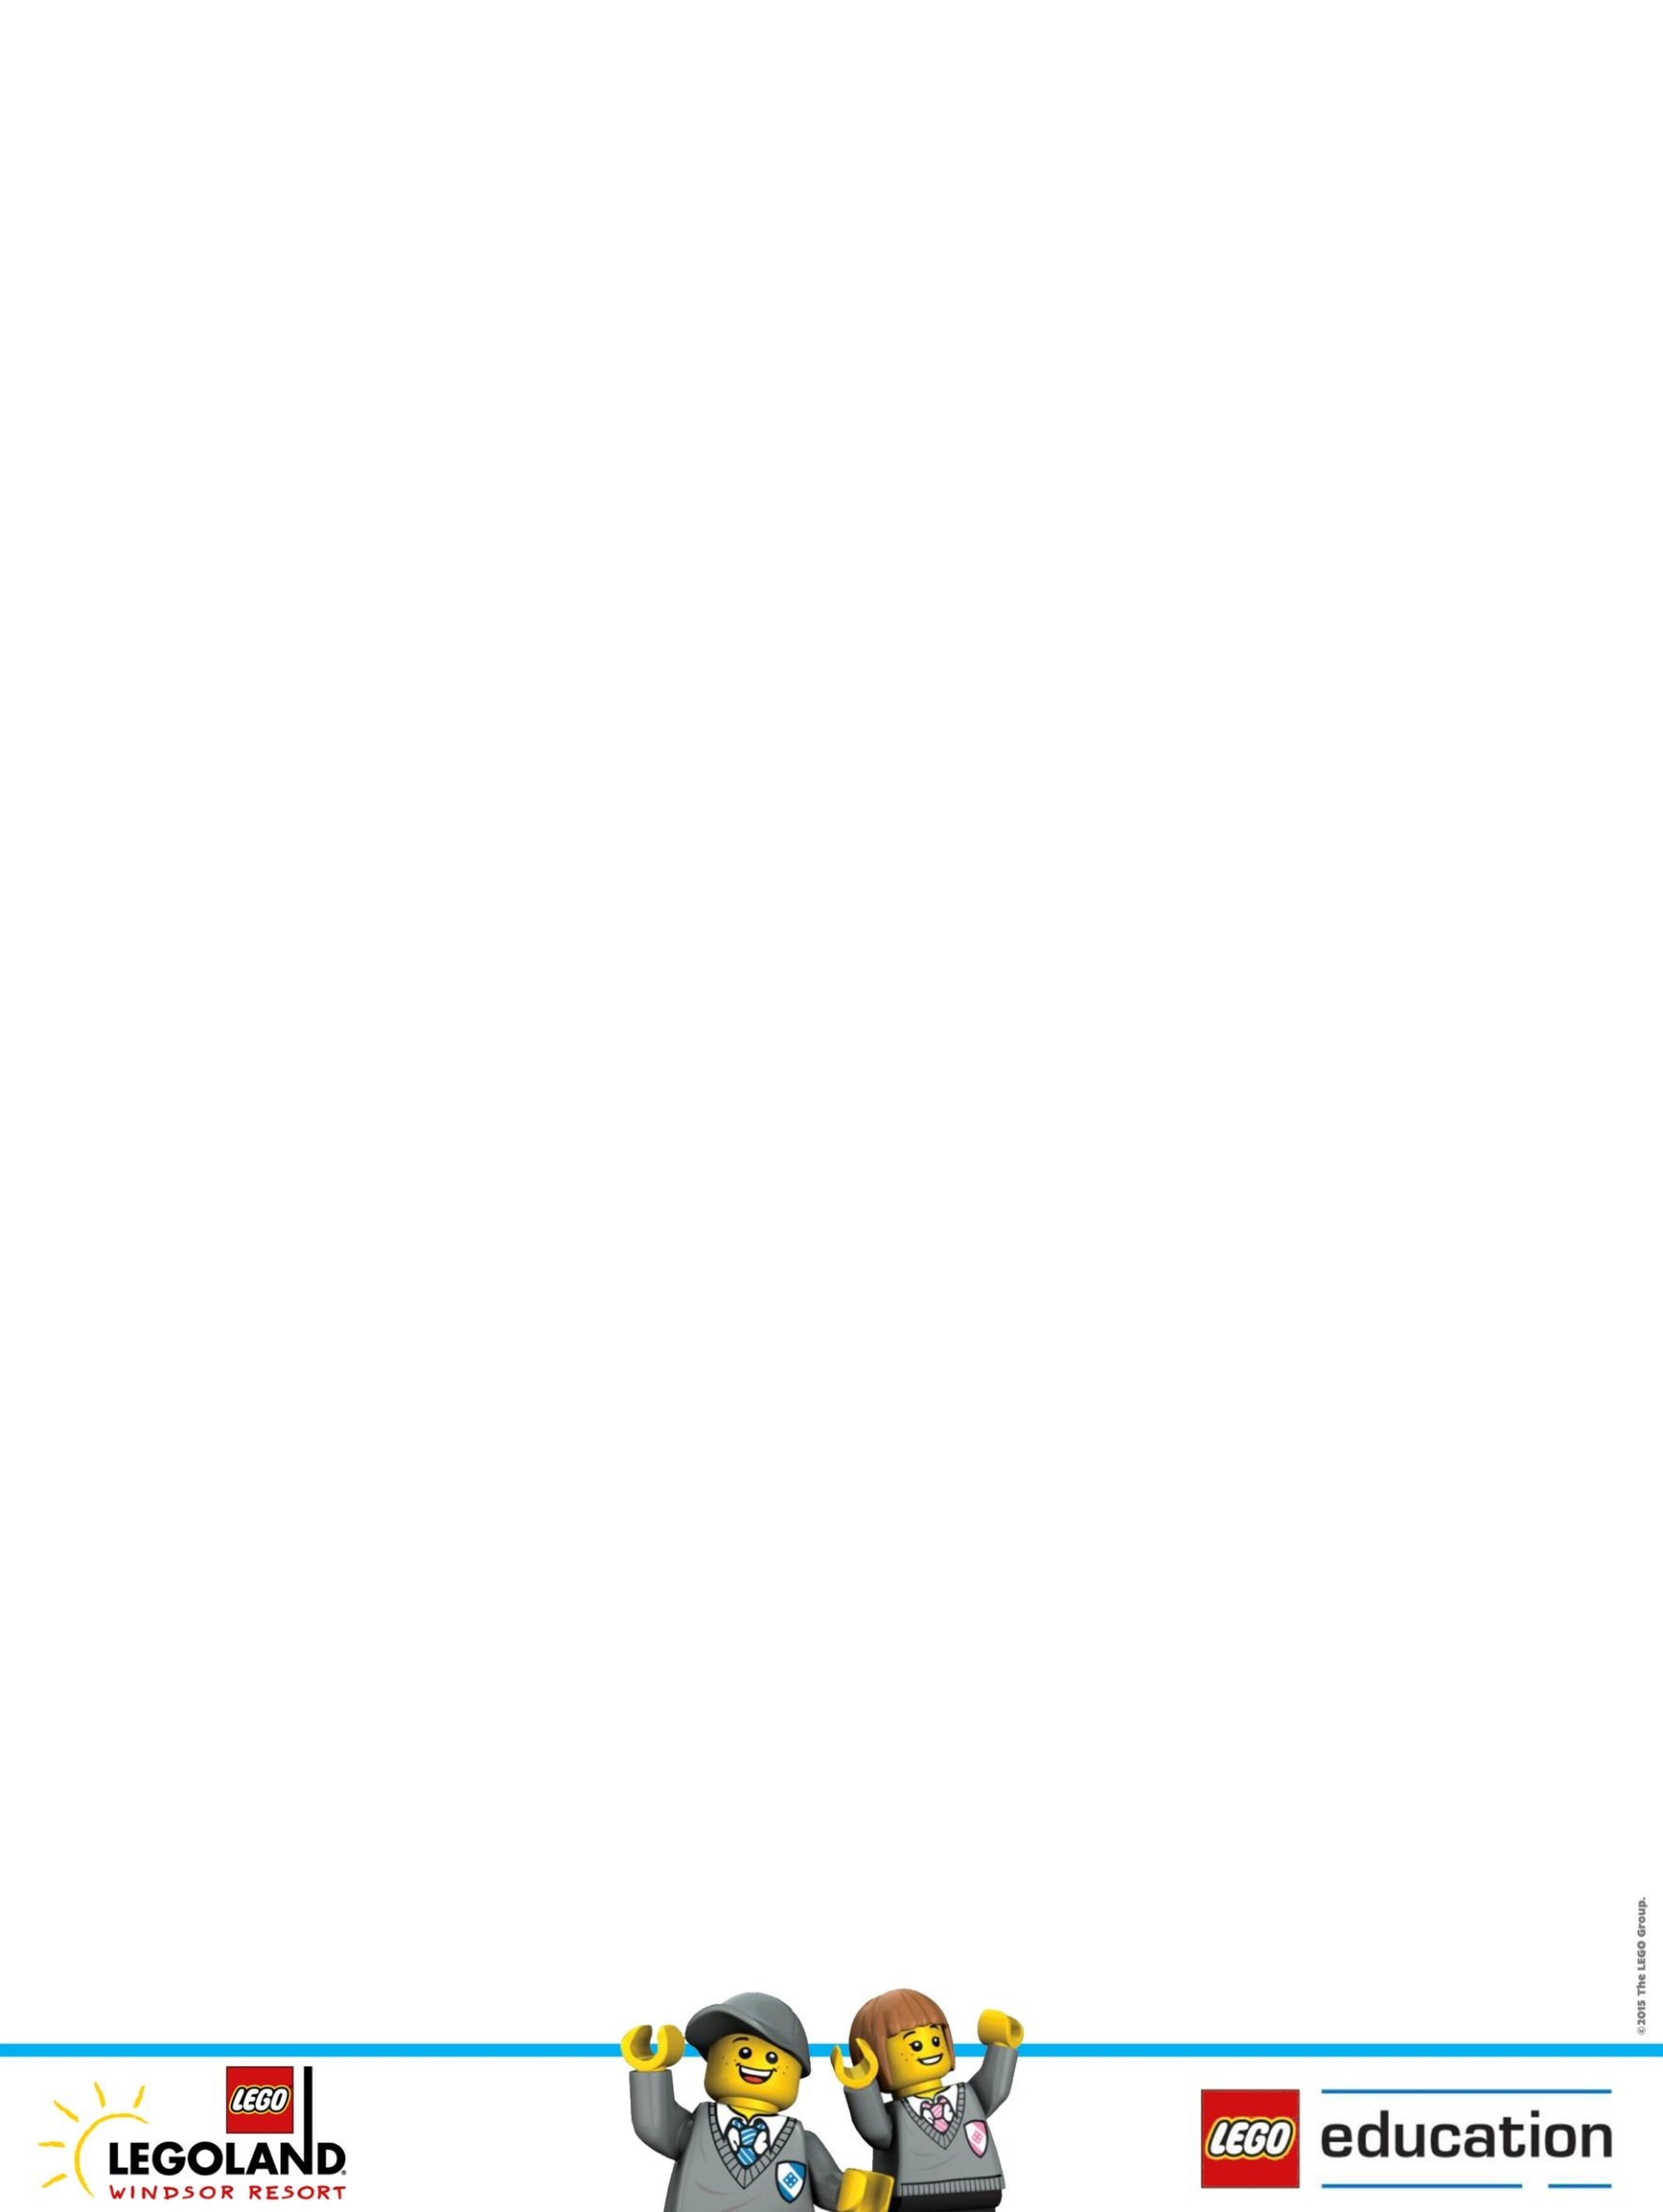 ©2015 The LEGO Group.
LEGO
LEGOLAND®
WINDSOR RESORT
LEGO
education